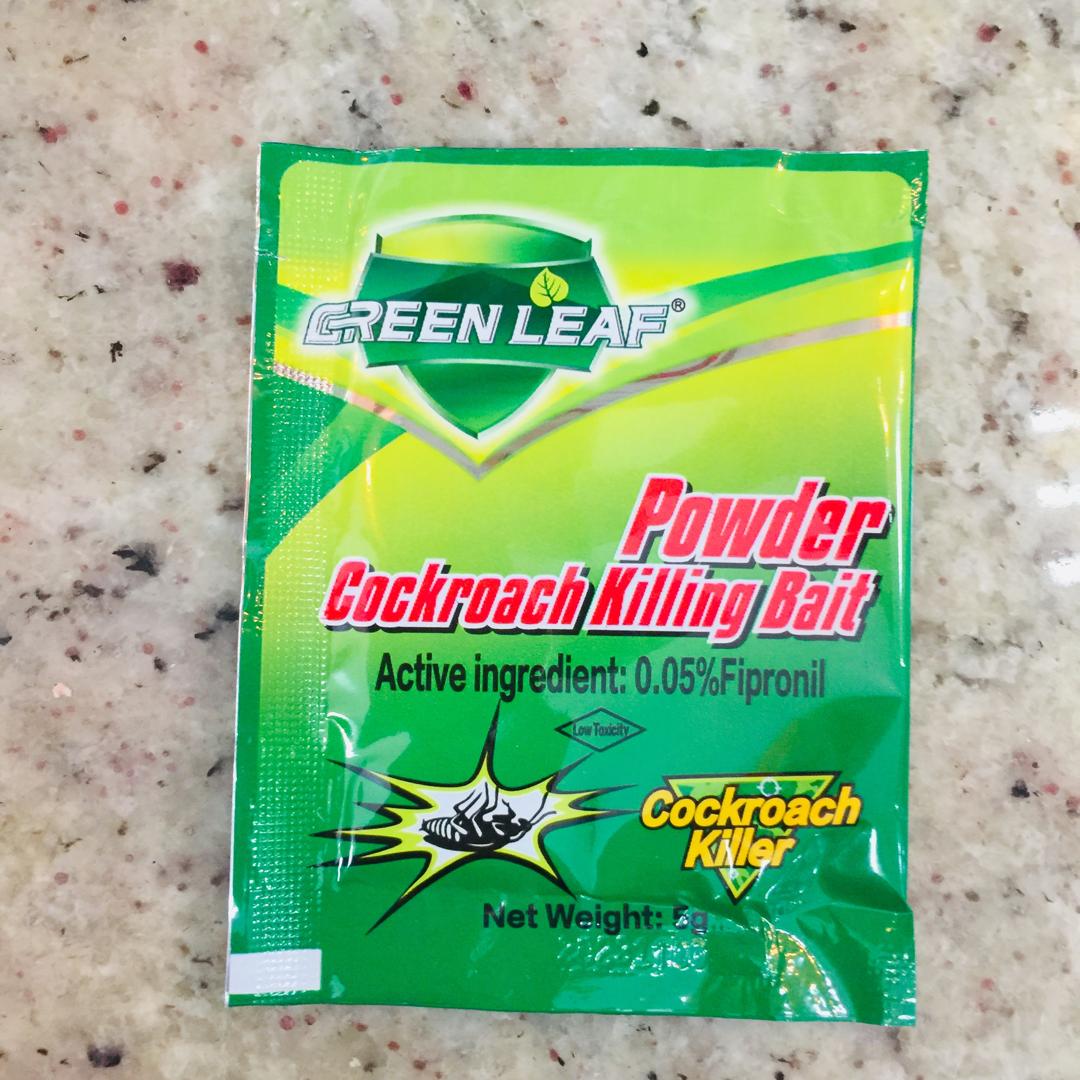 GREEN LEAF®
Powder
Cockroach Killing Bait
Active ingredient: 0.05%Fipronil
Low Toxicity
Cockroach
Killer
Net Weight: 5g